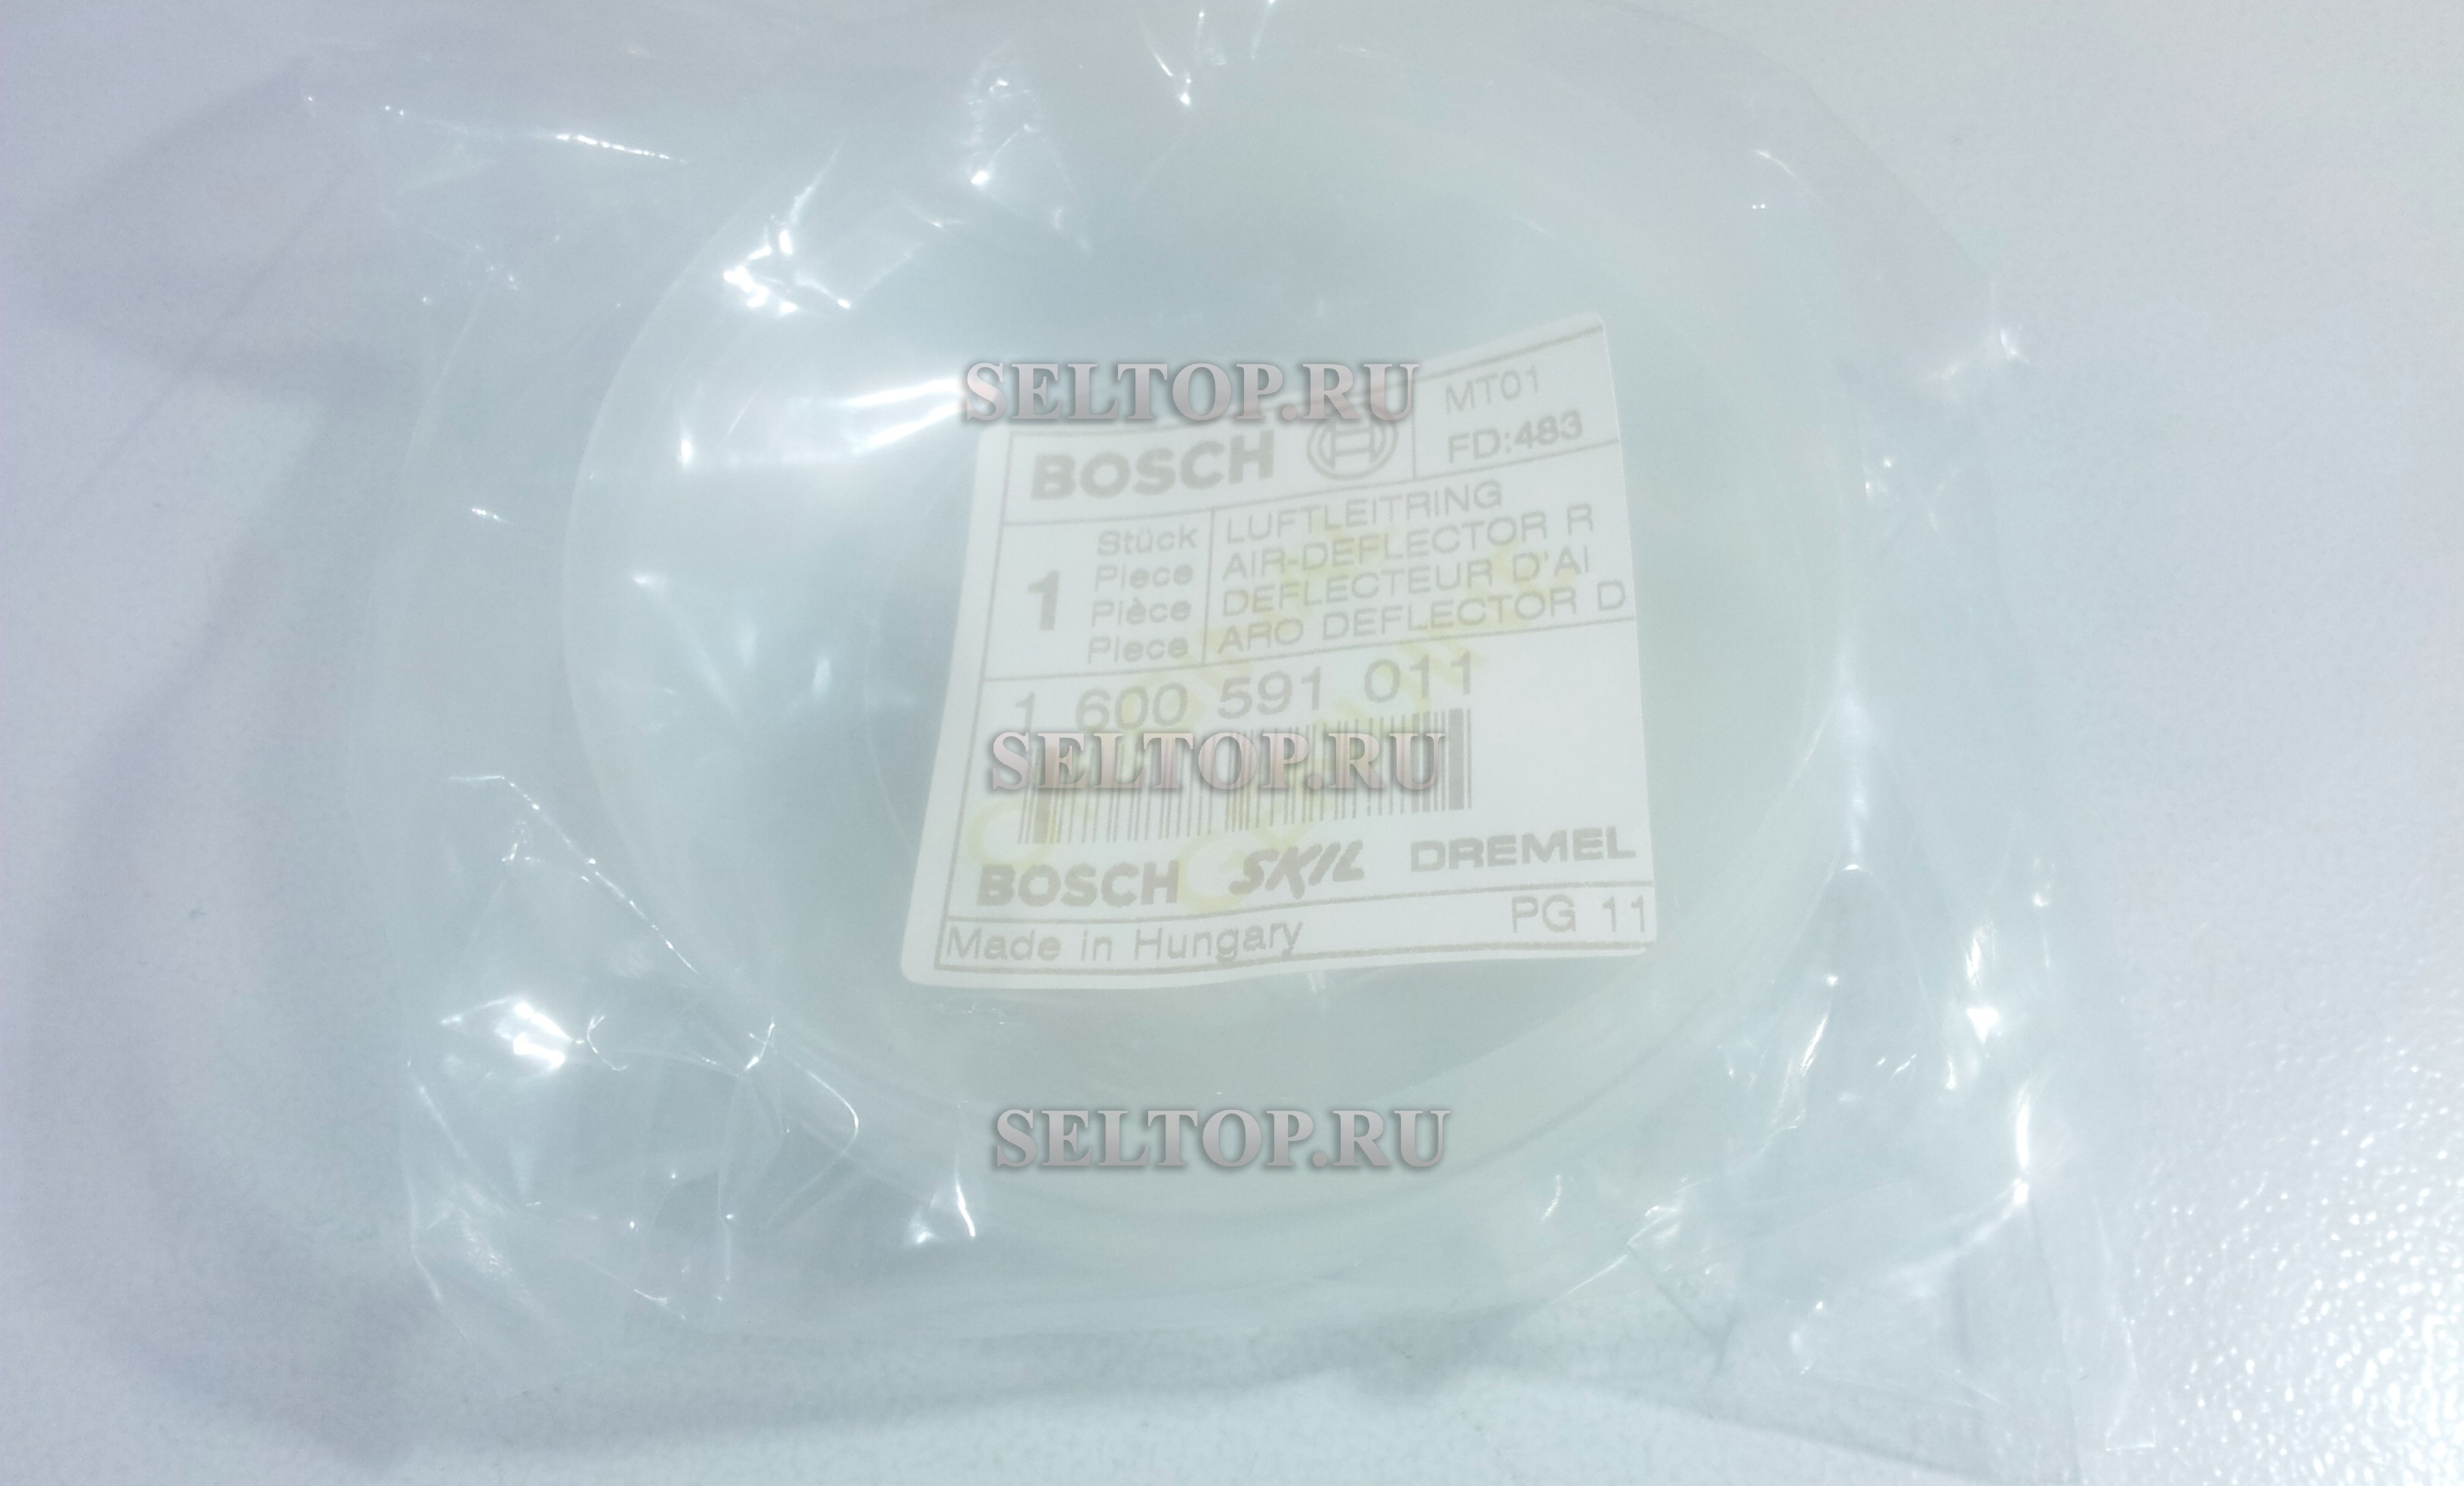 SELTOP.RU
BOSCH
MT01
FD:483
1
Stück
Piece
Pièce
Piece
LUFTLEITRING
AIR-DEFLECTOR R
DEFLECTEUR D'AI
ARO DEFLECTOR D
1 600 591 011
SELTOP.RU
BOSCH SKIL DREMEL
Made in Hungary PG 11
SELTOP.RU